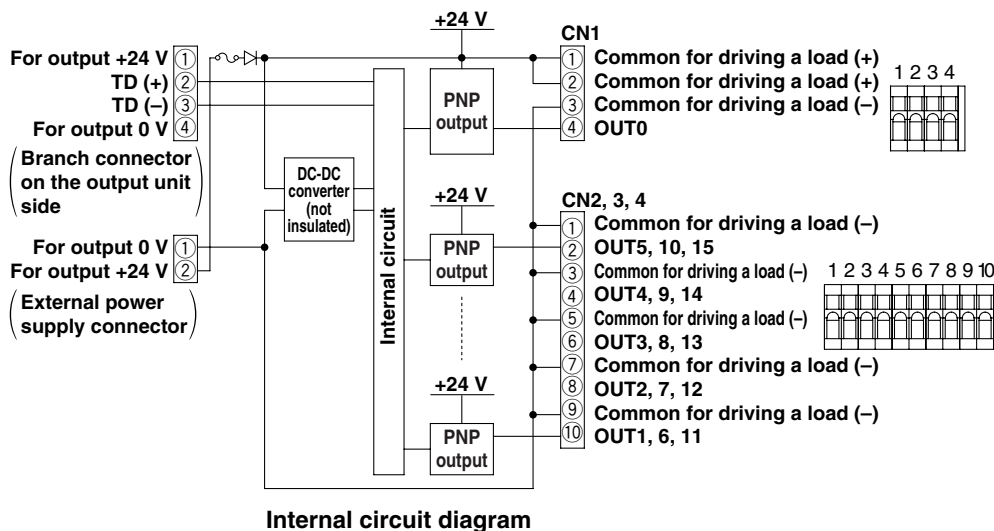 For output +24 V ①
TD (+) ②
TD (–) ③
For output 0 V ④
(Branch connector
on the output unit
side)
For output 0 V ①
For output +24 V ②
(External power
supply connector)
DC-DC
converter
(not
insulated)
Internal circuit
+24 V
PNP
output
+24 V
PNP
output
+24 V
PNP
output
CN1
① Common for driving a load (+)
② Common for driving a load (+)
③ Common for driving a load (–)
④ OUT0
1 2 3 4
CN2, 3, 4
① Common for driving a load (–)
② OUT5, 10, 15
③ Common for driving a load (–)
④ OUT4, 9, 14
⑤ Common for driving a load (–)
⑥ OUT3, 8, 13
⑦ Common for driving a load (–)
⑧ OUT2, 7, 12
⑨ Common for driving a load (–)
⑩ OUT1, 6, 11
1 2 3 4 5 6 7 8 9 10
Internal circuit diagram